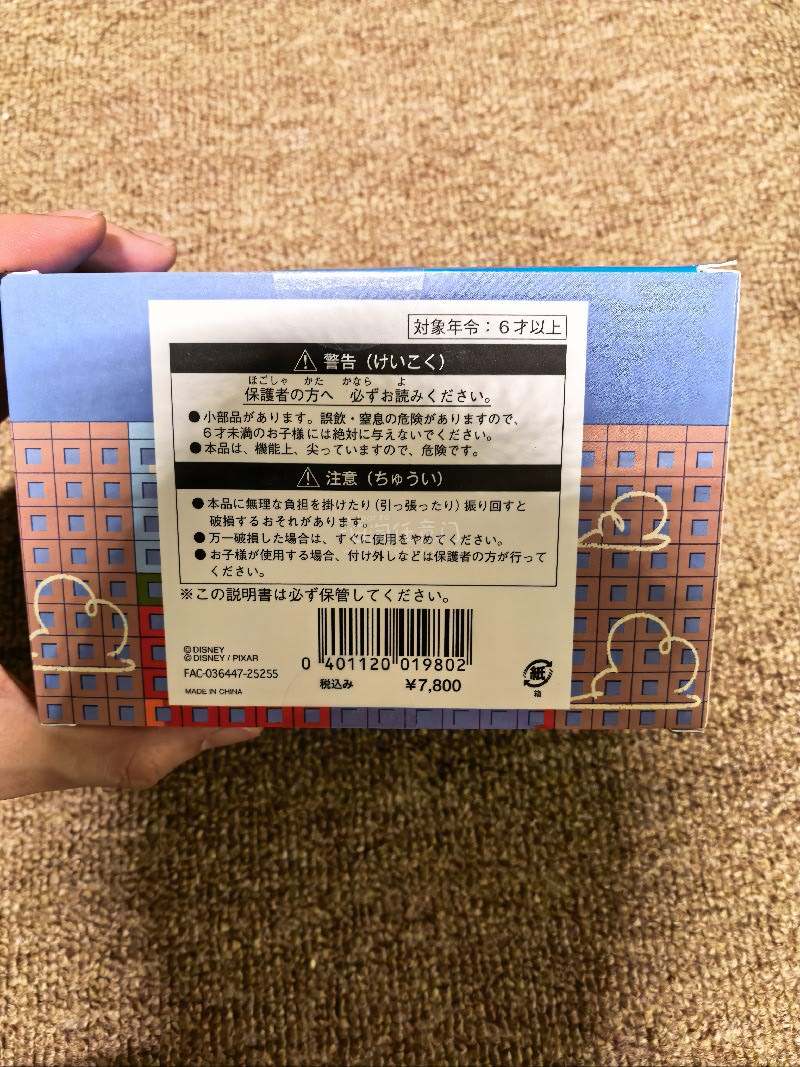 対象年令：６才以上
警告（けいこく）
ほごしゃ かた かなら よ
保護者の方へ 必ずお読みください。
●小部品があります。誤飲・窒息の危険がありますので、
６才未満のお子様には絶対に与えないでください。
●本品は、機能上、尖っていますので、危険です。
注意（ちゅうい）
●本品に無理な負担を掛けたり（引っ張ったり）振り回すと
破損するおそれがあります。
●万一破損した場合は、すぐに使用をやめてください。
●お子様が使用する場合、付け外しなどは保護者の方が行って
ください。
※この説明書は必ず保管してください。
©DISNEY
©DISNEY / PIXAR
FAC-036447-25255
MADE IN CHINA
0 401120 019802
税込み ￥7,800
紙
箱